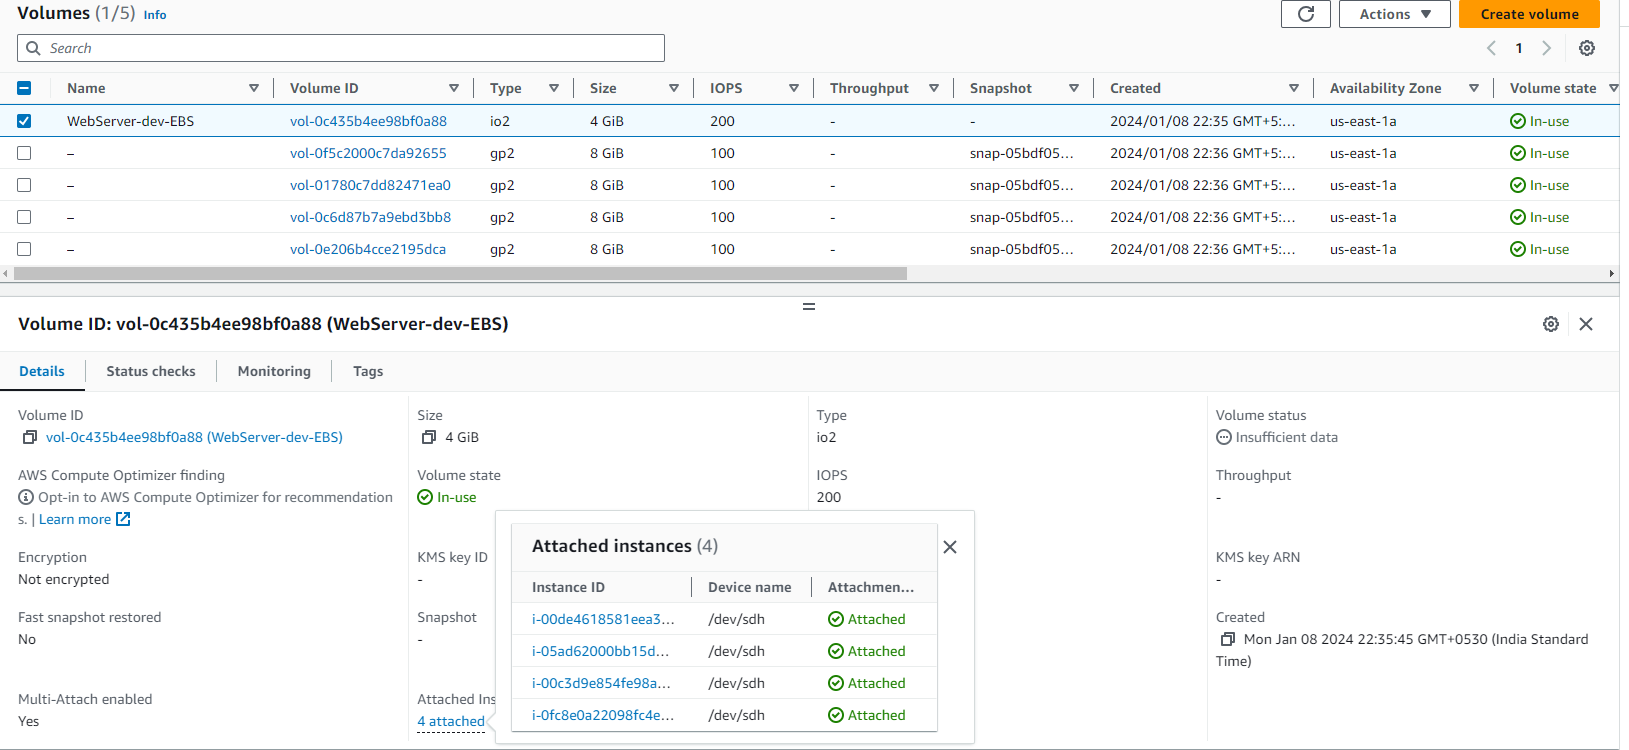 Volumes (1/5) Info
Actions
Create volume
Search
1
Name Volume ID Type Size IOPS Throughput Snapshot Created Availability Zone Volume state
WebServer-dev-EBS vol-0c435b4ee98bf0a88 io2 4 GiB 200 - - 2024/01/08 22:35 GMT+5:... us-east-1a In-use
– vol-0f5c2000c7da92655 gp2 8 GiB 100 - snap-05bdf05... 2024/01/08 22:36 GMT+5:... us-east-1a In-use
– vol-01780c7dd82471ea0 gp2 8 GiB 100 - snap-05bdf05... 2024/01/08 22:36 GMT+5:... us-east-1a In-use
– vol-0c6d87b7a9ebd3bb8 gp2 8 GiB 100 - snap-05bdf05... 2024/01/08 22:36 GMT+5:... us-east-1a In-use
– vol-0e206b4cce2195dca gp2 8 GiB 100 - snap-05bdf05... 2024/01/08 22:36 GMT+5:... us-east-1a In-use
Volume ID: vol-0c435b4ee98bf0a88 (WebServer-dev-EBS)
Details Status checks Monitoring Tags
Volume ID Size Type Volume status
vol-0c435b4ee98bf0a88 (WebServer-dev-EBS) 4 GiB io2 Insufficient data
AWS Compute Optimizer finding Volume state IOPS Throughput
Opt-in to AWS Compute Optimizer for recommendation In-use 200 -
s. | Learn more
Attached instances (4)
Encryption KMS key ID KMS key ARN
Not encrypted - -
Instance ID Device name Attachmen...
i-00de4618581eea3... /dev/sdh Attached
i-05ad62000bb15d... /dev/sdh Attached
i-00c3d9e854fe98a... /dev/sdh Attached
i-0fc8e0a22098fc4e... /dev/sdh Attached
Fast snapshot restored Snapshot Created
No - Mon Jan 08 2024 22:35:45 GMT+0530 (India Standard
Time)
Multi-Attach enabled Attached Ins
Yes 4 attached